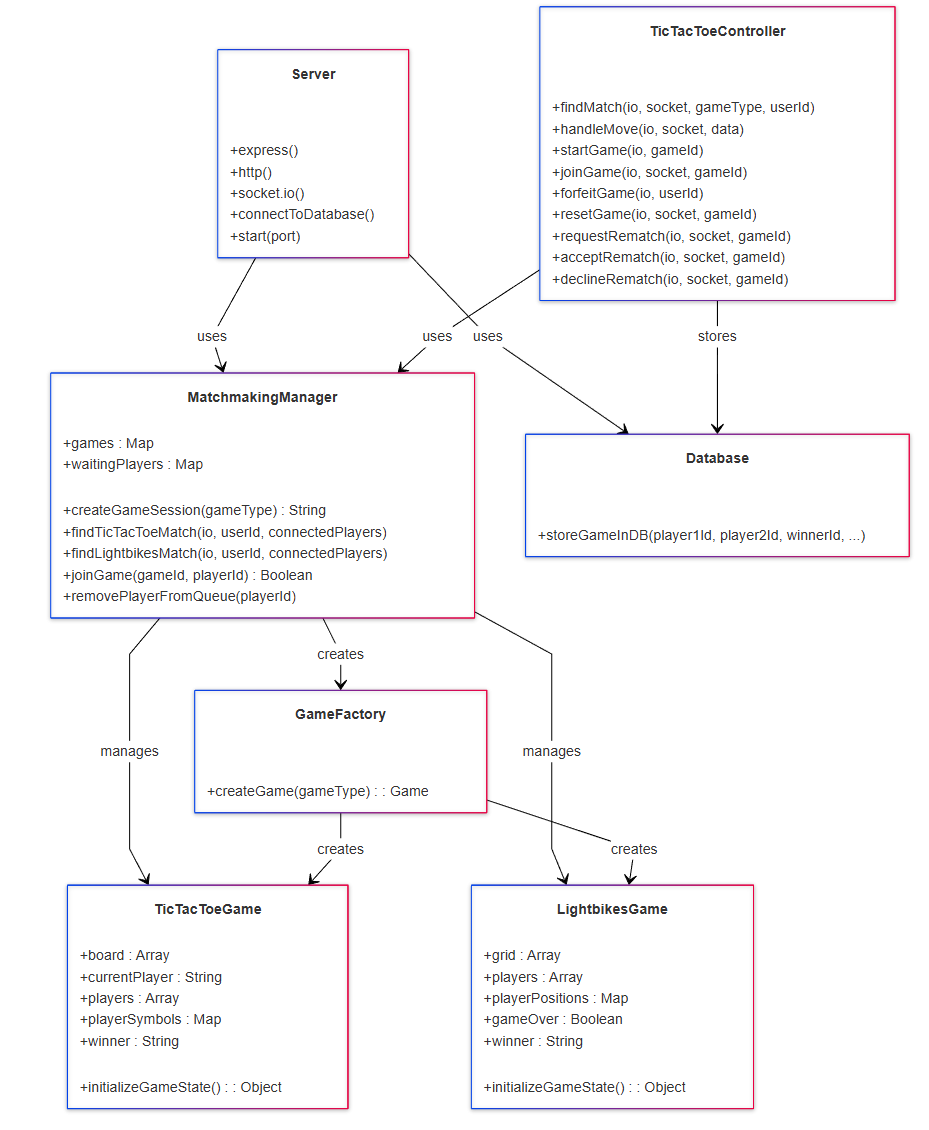 Server
+express()
+http()
+socket.io()
+connectToDatabase()
+start(port)
TicTacToeController
+findMatch(io, socket, gameType, userId)
+handleMove(io, socket, data)
+startGame(io, gameId)
+joinGame(io, socket, gameId)
+forfeitGame(io, userId)
+resetGame(io, socket, gameId)
+requestRematch(io, socket, gameId)
+acceptRematch(io, socket, gameId)
+declineRematch(io, socket, gameId)
uses
uses
uses
stores
MatchmakingManager
+games : Map
+waitingPlayers : Map
+createGameSession(gameType) : String
+findTicTacToeMatch(io, userId, connectedPlayers)
+findLightbikesMatch(io, userId, connectedPlayers)
+joinGame(gameId, playerId) : Boolean
+removePlayerFromQueue(playerId)
Database
+storeGameInDB(player1Id, player2Id, winnerId, ...)
creates
manages
manages
GameFactory
+createGame(gameType) : : Game
creates
creates
TicTacToeGame
+board : Array
+currentPlayer : String
+players : Array
+playerSymbols : Map
+winner : String
+initializeGameState() : : Object
LightbikesGame
+grid : Array
+players : Array
+playerPositions : Map
+gameOver : Boolean
+winner : String
+initializeGameState() : : Object